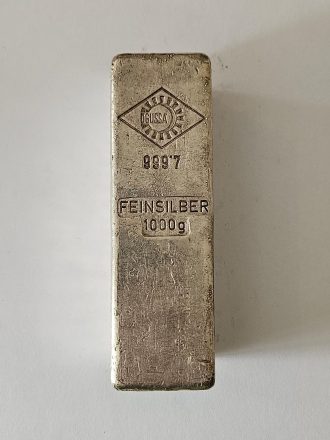 DEGUSSA
999'7
FEINSILBER
1000g